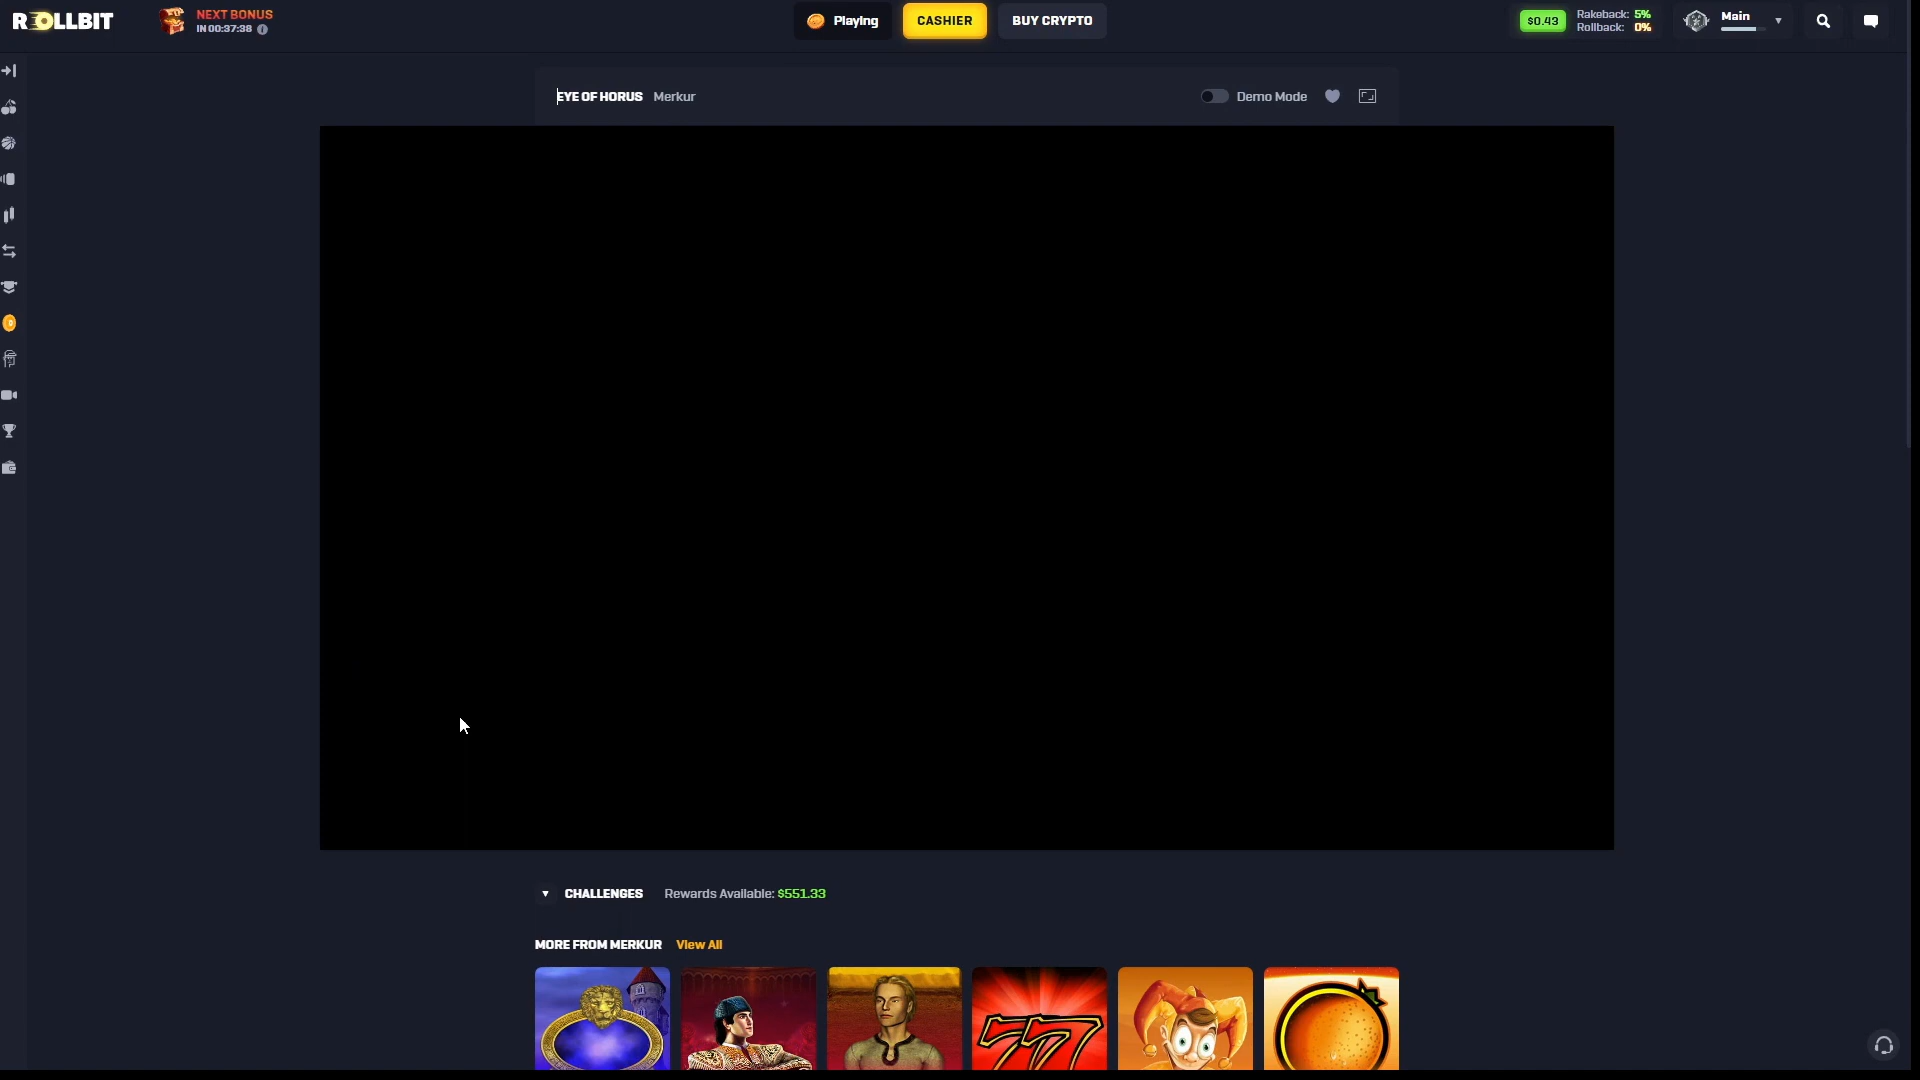 ROLLBIT
NEXT BONUS
IN 00:37:38
Playing
CASHIER
BUY CRYPTO
$0.43
Rakeback: 5%
Rollback: 0%
Main
EYE OF HORUS Merkur
Demo Mode
CHALLENGES Rewards Available: $551.33
MORE FROM MERKUR View All
77